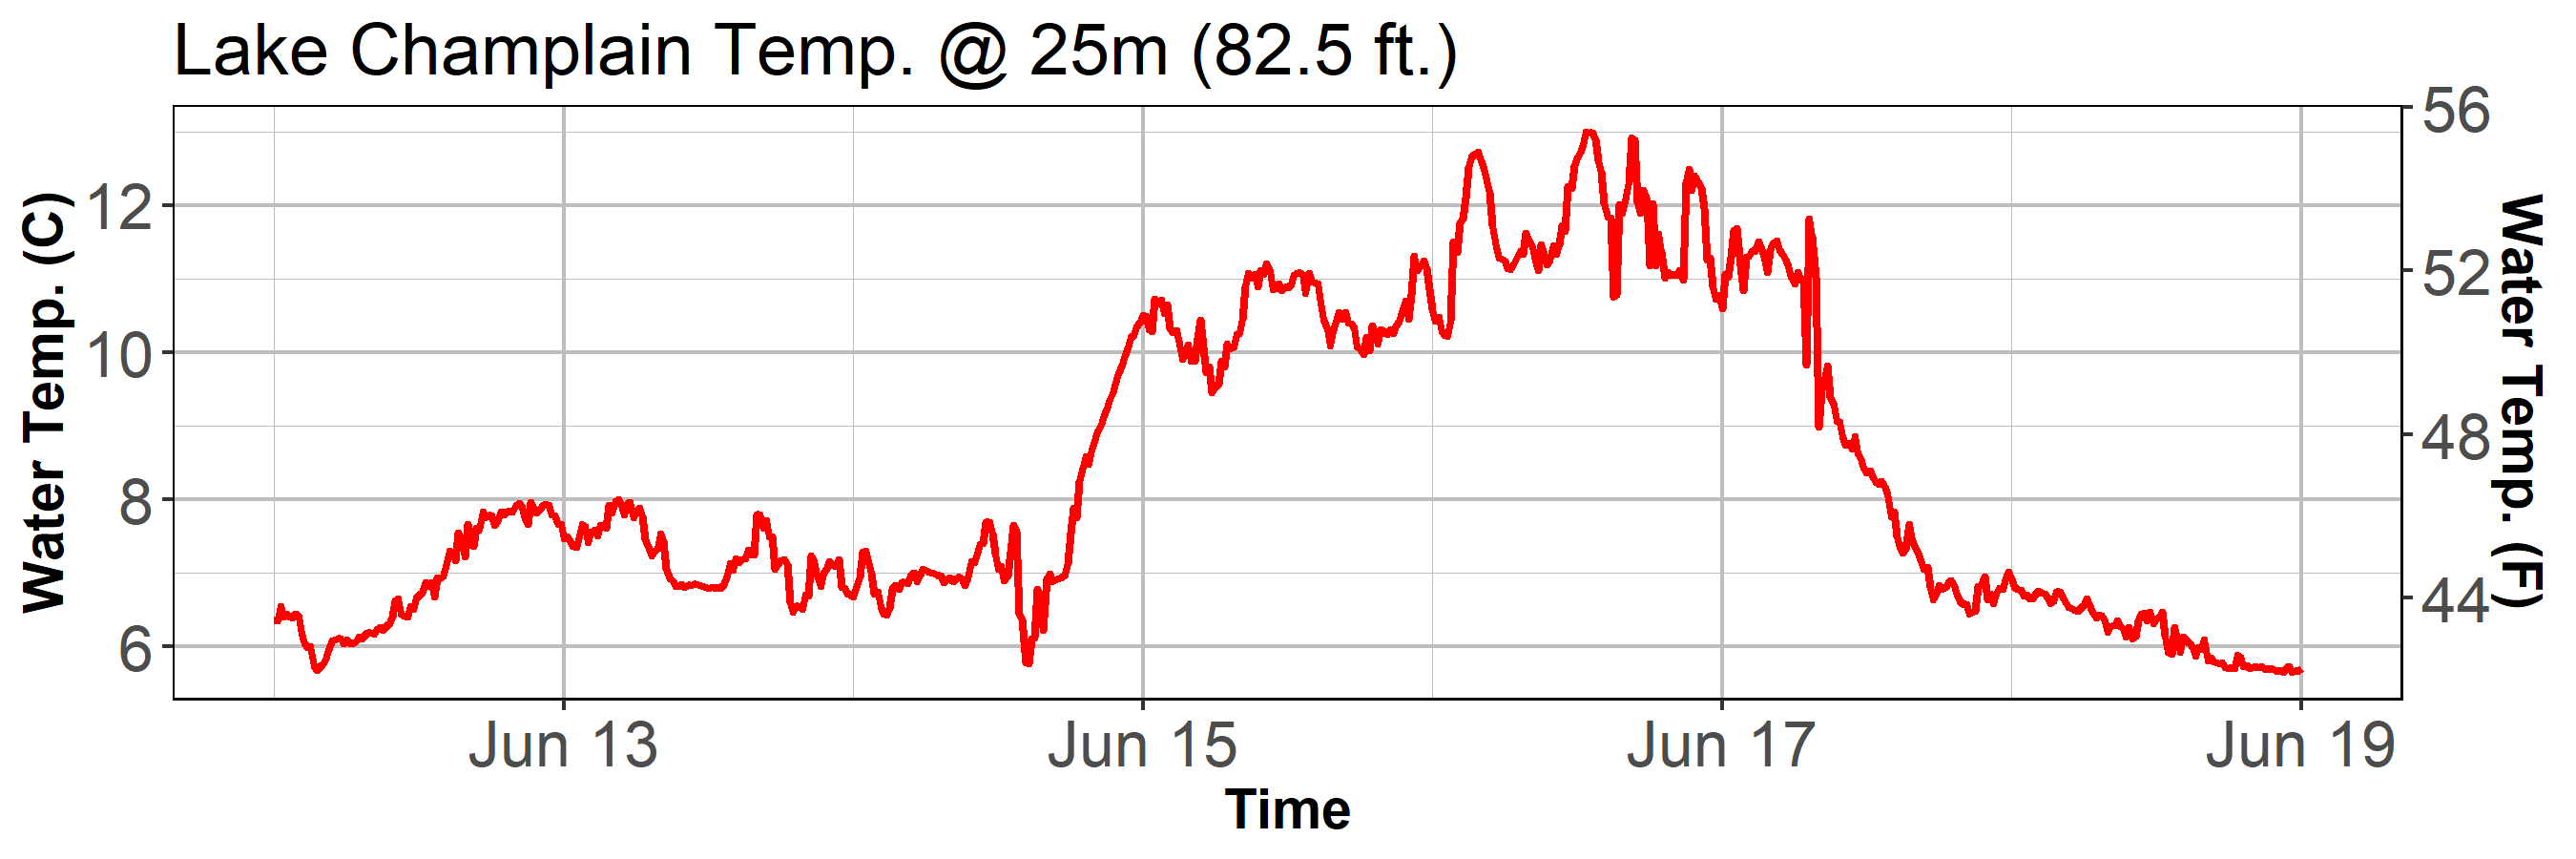 Lake Champlain Temp. @ 25m (82.5 ft.)
Water Temp. (C)
12
10
8
6
56
52
48
44
Water Temp. (F)
Jun 13
Jun 15
Jun 17
Jun 19
Time